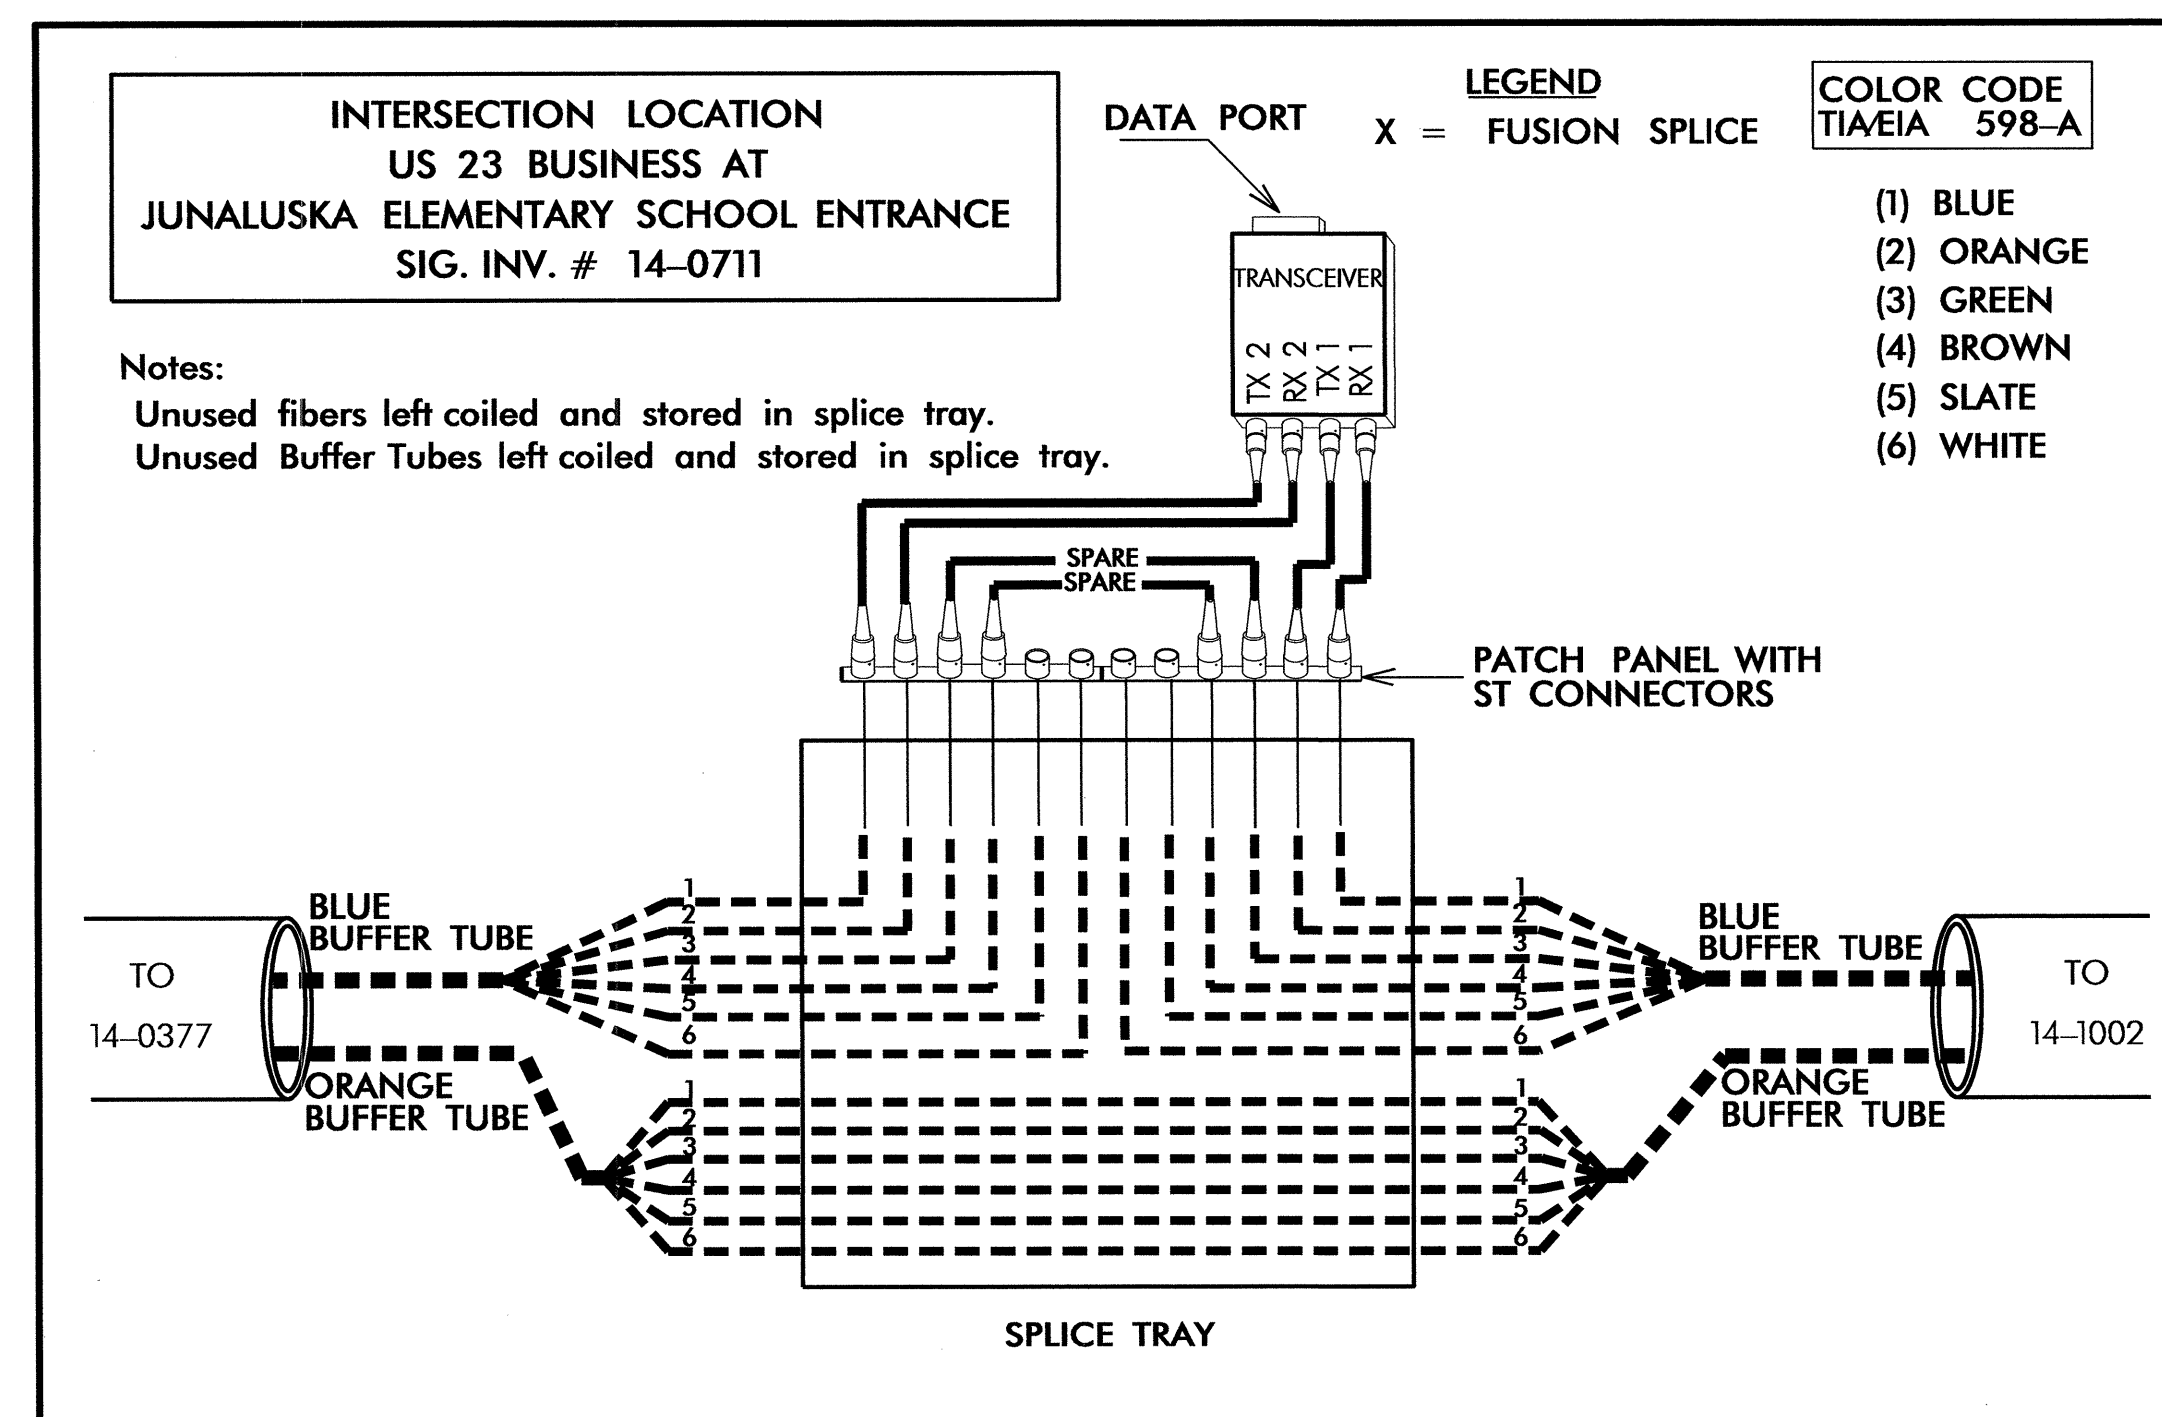 INTERSECTION LOCATION
US 23 BUSINESS AT
JUNALUSKA ELEMENTARY SCHOOL ENTRANCE
SIG. INV. # 14-0711
DATA PORT
LEGEND
X = FUSION SPLICE
COLOR CODE
TIA/EIA 598-A
(1) BLUE
(2) ORANGE
(3) GREEN
(4) BROWN
(5) SLATE
(6) WHITE
Notes:
Unused fibers left coiled and stored in splice tray.
Unused Buffer Tubes left coiled and stored in splice tray.
TRANSCEIVER
TX 2
RX 2
TX 1
RX 1
SPARE
SPARE
PATCH PANEL WITH
ST CONNECTORS
BLUE
BUFFER TUBE
TO
14-0377
ORANGE
BUFFER TUBE
1
2
3
4
5
6
1
2
3
4
5
6
1
2
3
4
5
6
1
2
3
4
5
6
BLUE
BUFFER TUBE
TO
14-1002
ORANGE
BUFFER TUBE
SPLICE TRAY